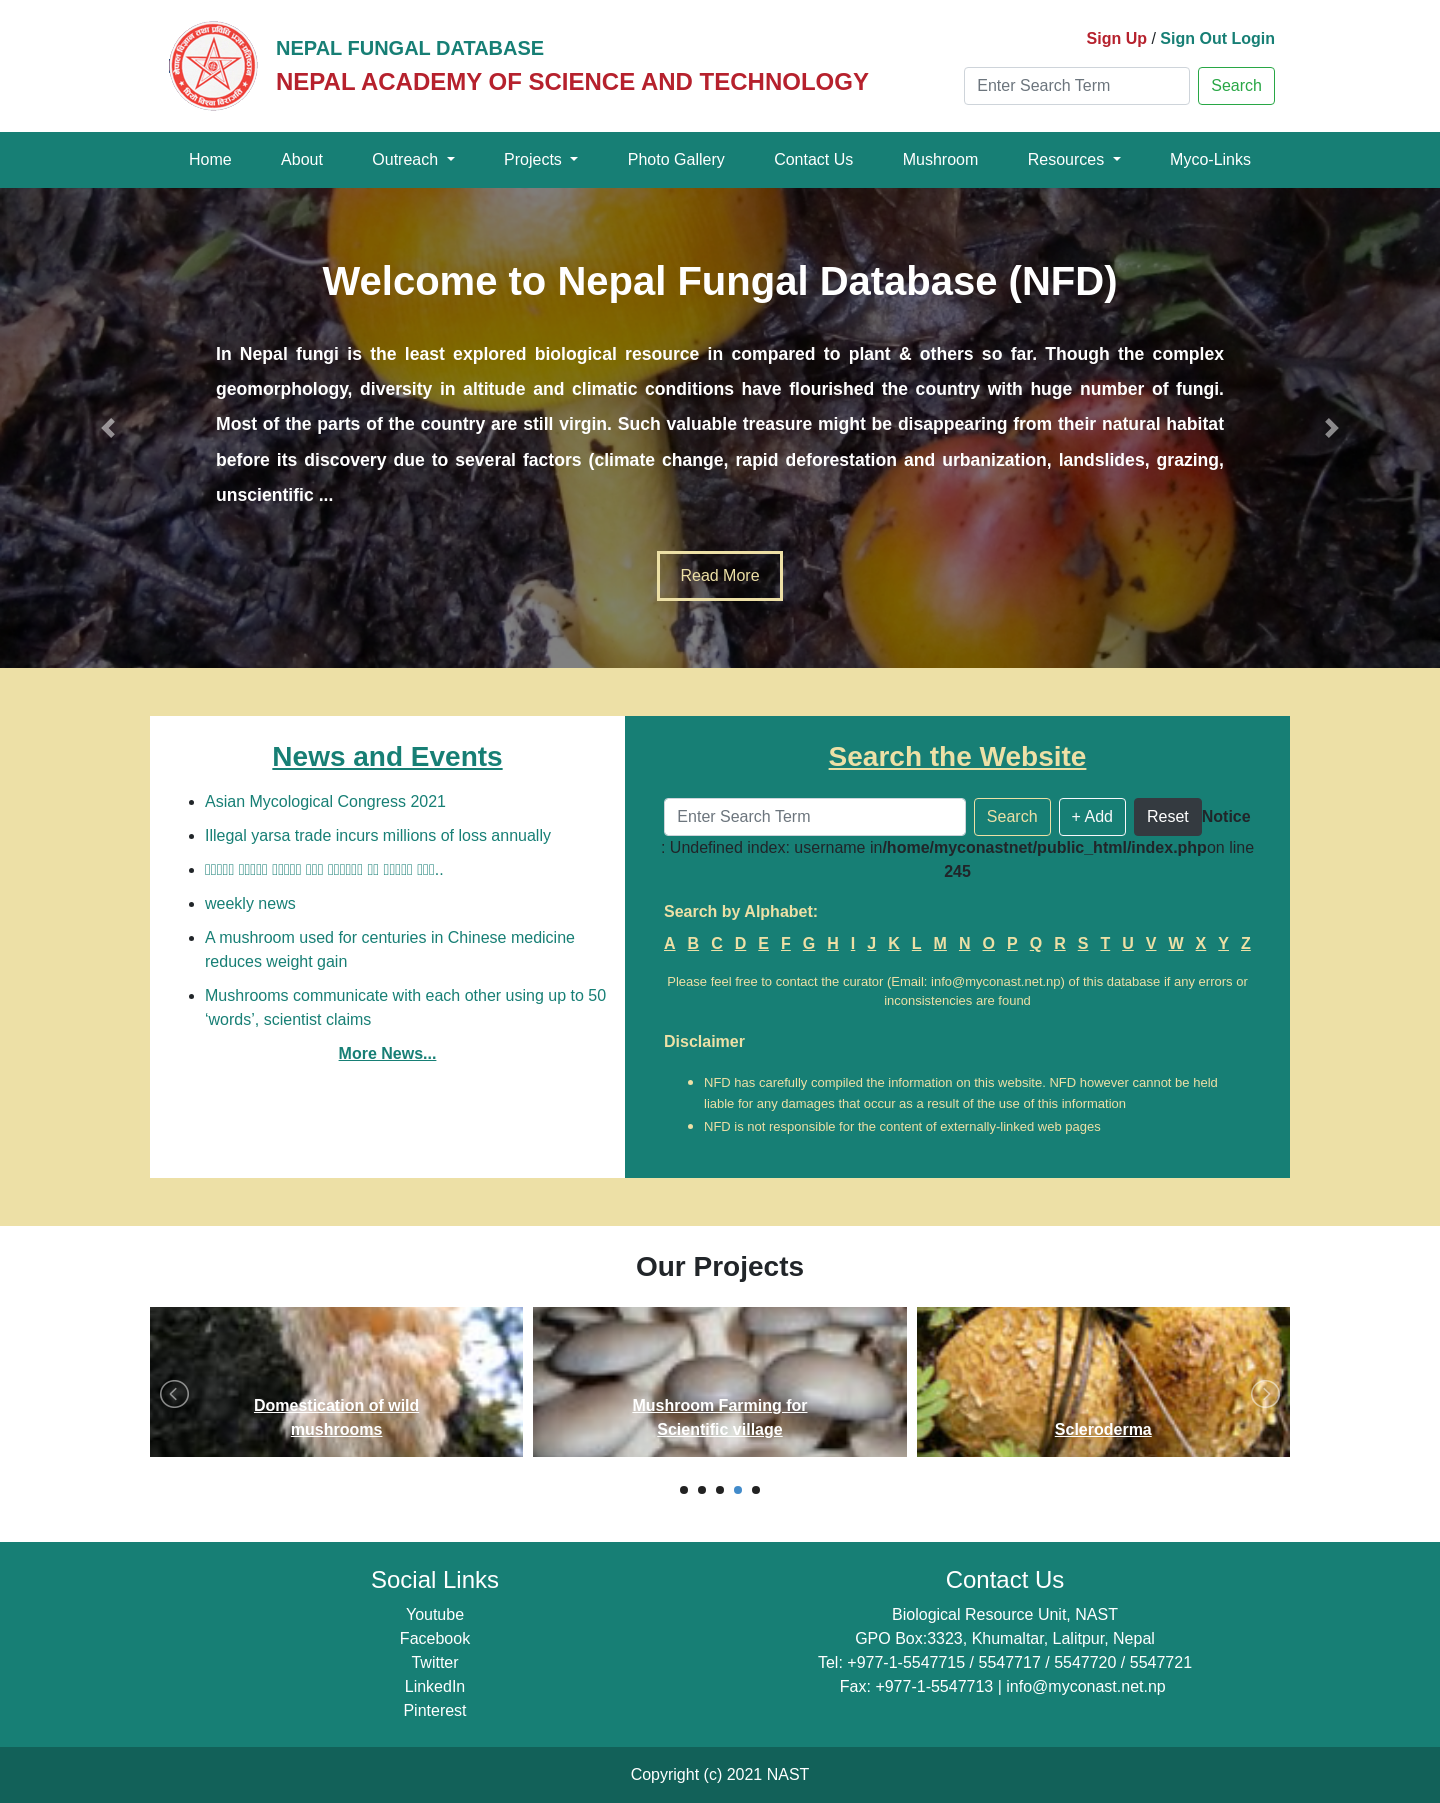 NEPAL FUNGAL DATABASE
NEPAL ACADEMY OF SCIENCE AND TECHNOLOGY
Sign Up / Sign Out Login
Enter Search Term
Search
Home
About
Outreach
Projects
Photo Gallery
Contact Us
Mushroom
Resources
Myco-Links
Welcome to Nepal Fungal Database (NFD)
In Nepal fungi is the least explored biological resource in compared to plant & others so far. Though the complex
geomorphology, diversity in altitude and climatic conditions have flourished the country with huge number of fungi.
Most of the parts of the country are still virgin. Such valuable treasure might be disappearing from their natural habitat
before its discovery due to several factors (climate change, rapid deforestation and urbanization, landslides, grazing,
unscientific ...
Read More
News and Events
Asian Mycological Congress 2021
Illegal yarsa trade incurs millions of loss annually
weekly news
A mushroom used for centuries in Chinese medicine
reduces weight gain
Mushrooms communicate with each other using up to 50
‘words’, scientist claims
More News...
Search the Website
Enter Search Term
Search
+ Add
Reset
Notice
: Undefined index: username in/home/myconastnet/public_html/index.phpon line
245
Search by Alphabet:
A B C D E F G H I J K L M N O P Q R S T U V W X Y Z
Please feel free to contact the curator (Email: info@myconast.net.np) of this database if any errors or
inconsistencies are found
Disclaimer
NFD has carefully compiled the information on this website. NFD however cannot be held
liable for any damages that occur as a result of the use of this information
NFD is not responsible for the content of externally-linked web pages
Our Projects
Domestication of wild
mushrooms
Mushroom Farming for
Scientific village
Scleroderma
Social Links
Youtube
Facebook
Twitter
LinkedIn
Pinterest
Contact Us
Biological Resource Unit, NAST
GPO Box:3323, Khumaltar, Lalitpur, Nepal
Tel: +977-1-5547715 / 5547717 / 5547720 / 5547721
Fax: +977-1-5547713 | info@myconast.net.np
Copyright (c) 2021 NAST